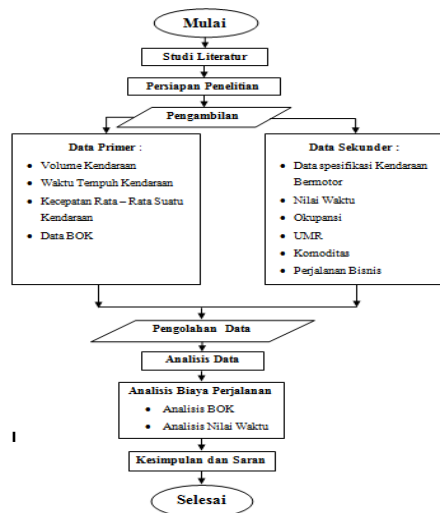 Mulai
Studi Literatur
Persiapan Penelitian
Pengambilan
Data Primer :
• Volume Kendaraan
• Waktu Tempuh Kendaraan
• Kecepatan Rata – Rata Suatu
Kendaraan
• Data BOK
Data Sekunder :
• Data spesifikasi Kendaraan
Bermotor
• Nilai Waktu
• Okupansi
• UMR
• Komoditas
• Perjalanan Bisnis
Pengolahan Data
Analisis Data
Analisis Biaya Perjalanan
• Analisis BOK
• Analisis Nilai Waktu
I
Kesimpulan dan Saran
Selesai